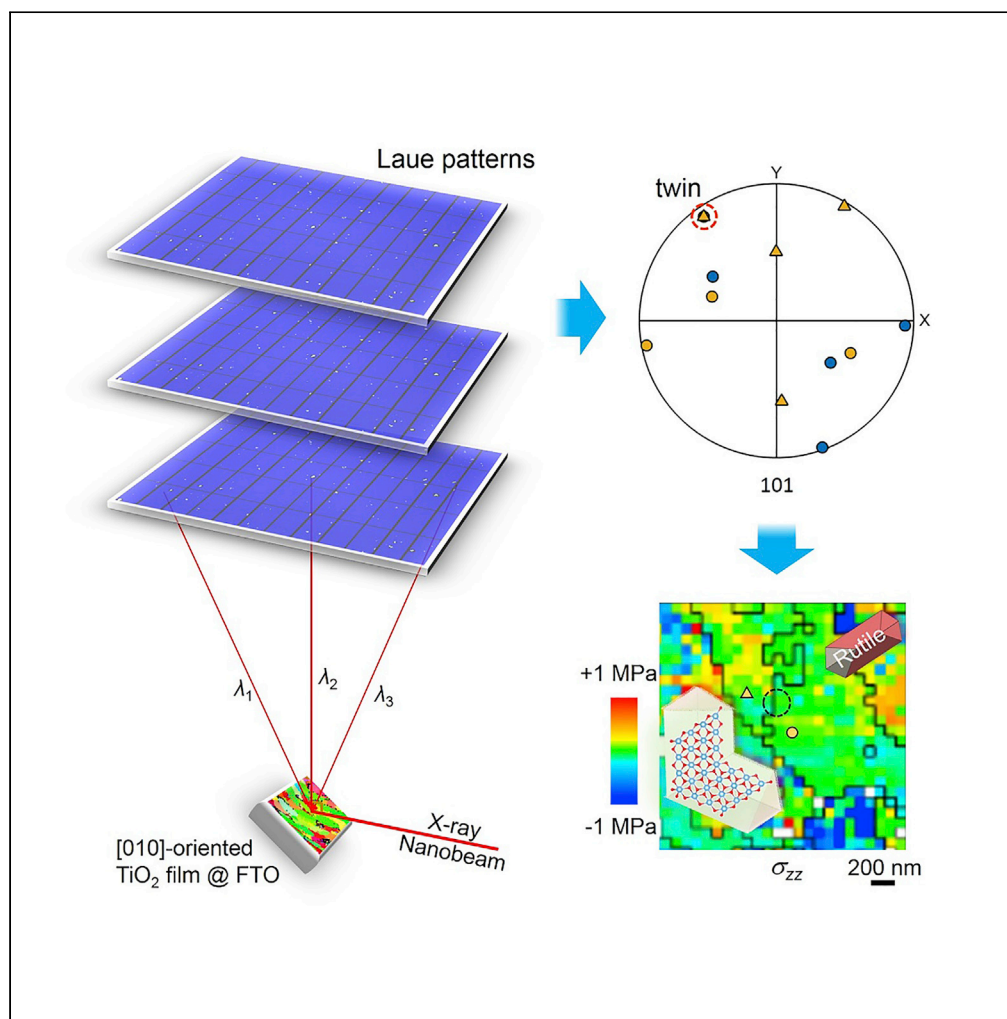 Laue patterns
λ1
λ2
λ3
X-ray
Nanobeam
[010]-oriented
TiO2 film @ FTO
Y
twin
X
101
+1 MPa
Rutile
-1 MPa
σzz
200 nm